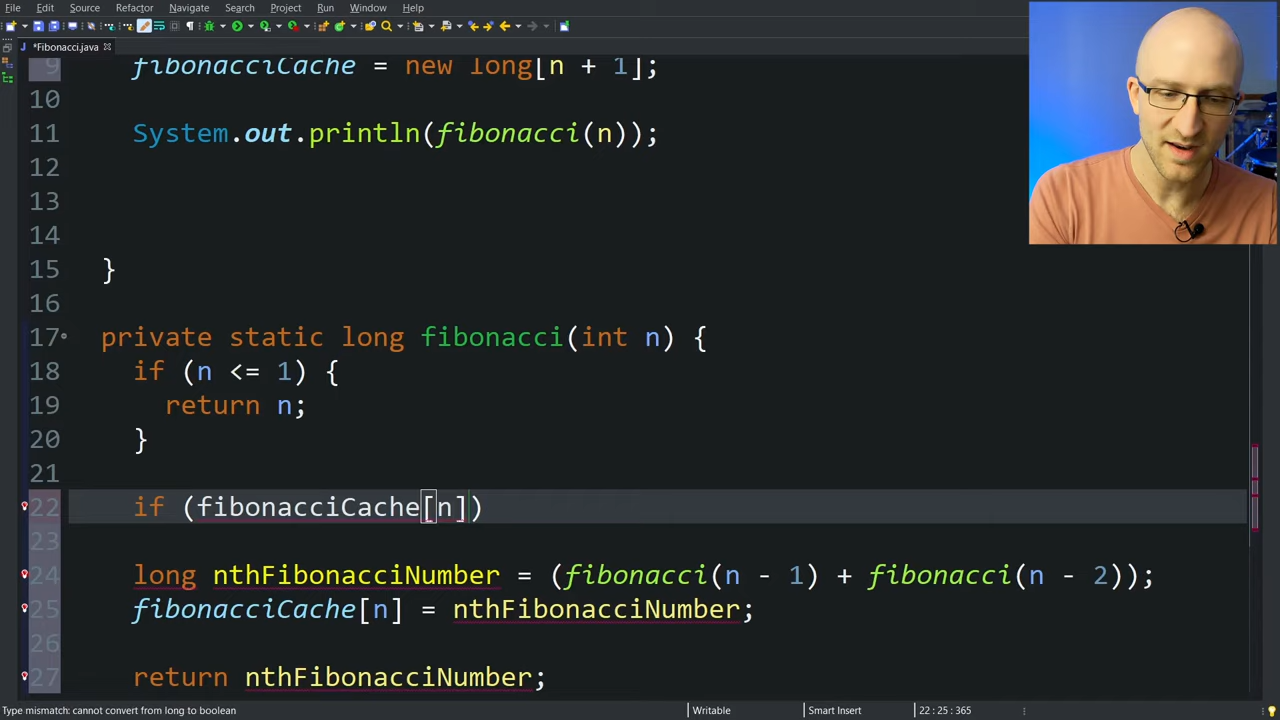 File Edit Source Refactor Navigate Search Project Run Window Help
*Fibonacci.java
9 fibonacciCache = new long[n + 1];
10
11 System.out.println(fibonacci(n));
12
13
14
15 }
16
17 private static long fibonacci(int n) {
18 if (n <= 1) {
19 return n;
20 }
21
22 if (fibonacciCache[n])
23
24 long nthFibonacciNumber = (fibonacci(n - 1) + fibonacci(n - 2));
25 fibonacciCache[n] = nthFibonacciNumber;
26
27 return nthFibonacciNumber;
Type mismatch: cannot convert from long to boolean Writable Smart Insert 22 : 25 : 365